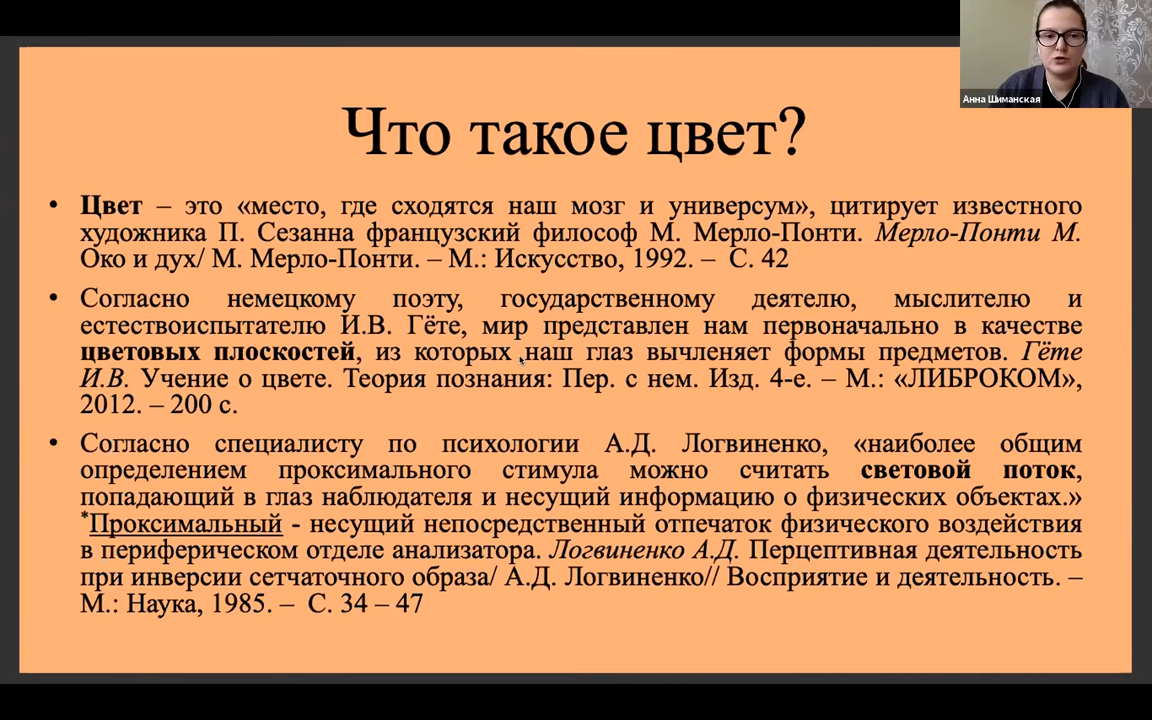 Анна Шиманская
Что такое цвет?
• Цвет – это «место, где сходятся наш мозг и универсум», цитирует известного
художника П. Сезанна французский философ М. Мерло-Понти. Мерло-Понти М.
Око и дух/ М. Мерло-Понти. – М.: Искусство, 1992. – С. 42
• Согласно немецкому поэту, государственному деятелю, мыслителю и
естествоиспытателю И.В. Гёте, мир представлен нам первоначально в качестве
цветовых плоскостей, из которых наш глаз вычленяет формы предметов. Гёте
И.В. Учение о цвете. Теория познания: Пер. с нем. Изд. 4-е. – М.: «ЛИБРОКОМ»,
2012. – 200 с.
• Согласно специалисту по психологии А.Д. Логвиненко, «наиболее общим
определением проксимального стимула можно считать световой поток,
попадающий в глаз наблюдателя и несущий информацию о физических объектах.»
*Проксимальный - несущий непосредственный отпечаток физического воздействия
в периферическом отделе анализатора. Логвиненко А.Д. Перцептивная деятельность
при инверсии сетчаточного образа/ А.Д. Логвиненко// Восприятие и деятельность. –
М.: Наука, 1985. – С. 34 – 47